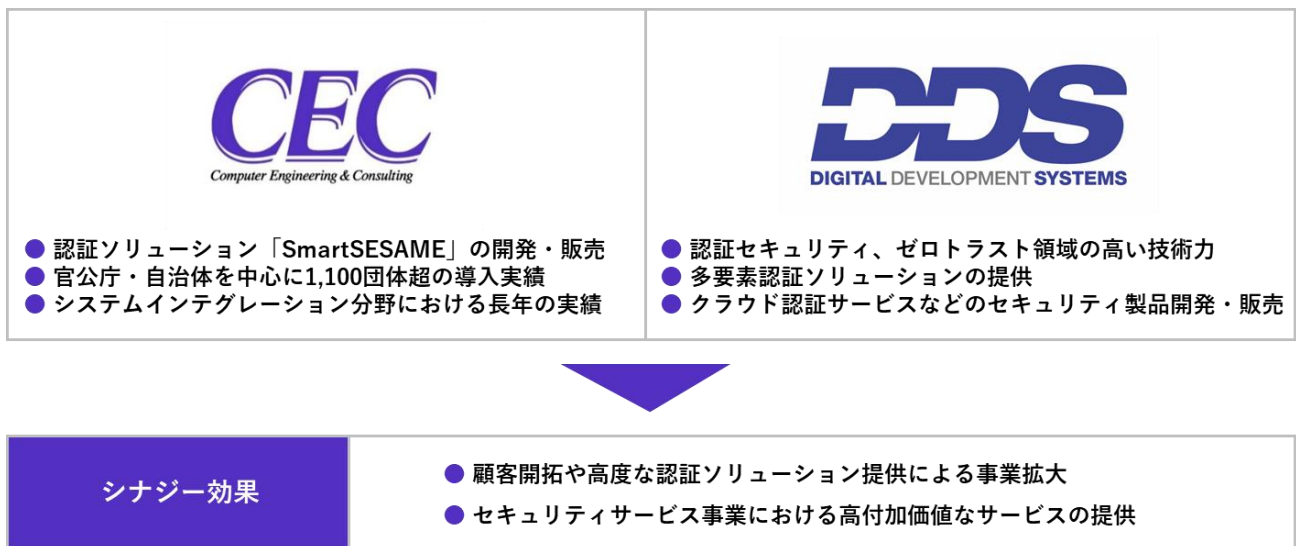 CEC
Computer Engineering & Consulting
● 認証ソリューション「SmartSESAME」の開発・販売
● 官公庁・自治体を中心に1,100団体超の導入実績
● システムインテグレーション分野における長年の実績
DDS
DIGITAL DEVELOPMENT SYSTEMS
● 認証セキュリティ、ゼロトラスト領域の高い技術力
● 多要素認証ソリューションの提供
● クラウド認証サービスなどのセキュリティ製品開発・販売
シナジー効果
● 顧客開拓や高度な認証ソリューション提供による事業拡大
● セキュリティサービス事業における高付加価値なサービスの提供